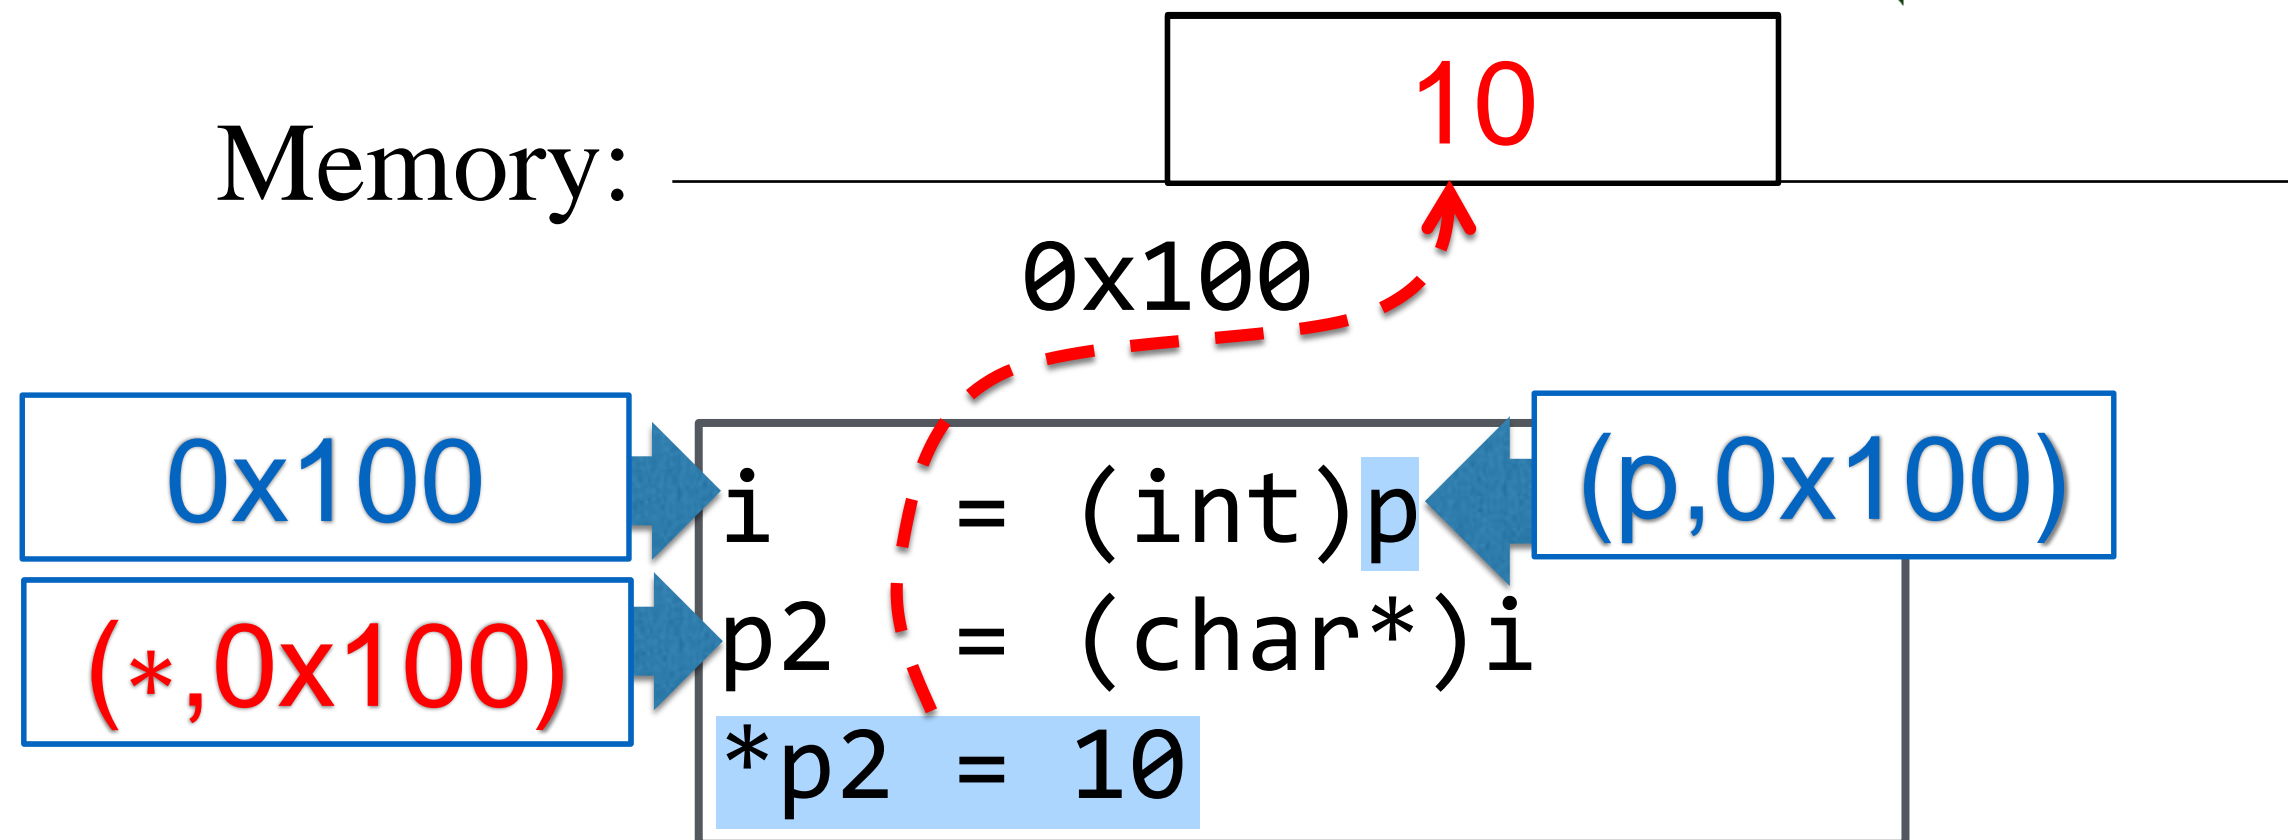 10
Memory:
0x100
0x100
i = (int)p
(p,0x100)
(*,0x100)
p2 = (char*)i
*p2 = 10